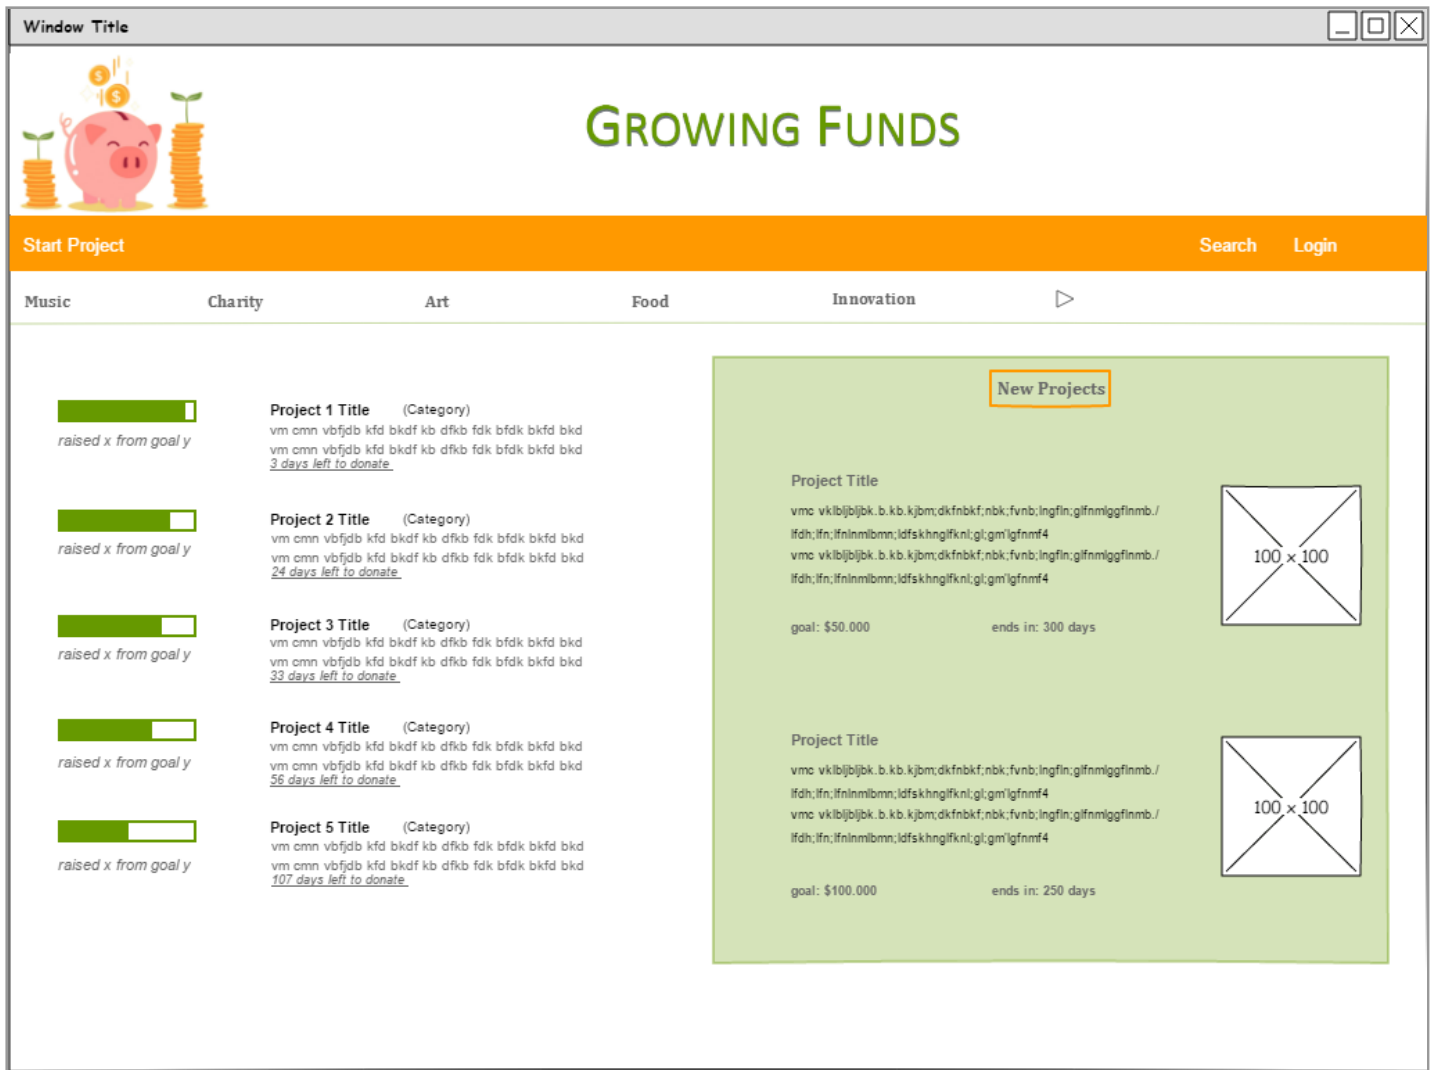 Window Title
GROWING FUNDS
Start Project Search Login
Music Charity Art Food Innovation
raised x from goal y
Project 1 Title (Category)
vm cmn vbfjdb kfd bkdf kb dfkb fdk bfdk bkfd bkd
vm cmn vbfjdb kfd bkdf kb dfkb fdk bfdk bkfd bkd
3 days left to donate
raised x from goal y
Project 2 Title (Category)
vm cmn vbfjdb kfd bkdf kb dfkb fdk bfdk bkfd bkd
vm cmn vbfjdb kfd bkdf kb dfkb fdk bfdk bkfd bkd
24 days left to donate
raised x from goal y
Project 3 Title (Category)
vm cmn vbfjdb kfd bkdf kb dfkb fdk bfdk bkfd bkd
vm cmn vbfjdb kfd bkdf kb dfkb fdk bfdk bkfd bkd
33 days left to donate
raised x from goal y
Project 4 Title (Category)
vm cmn vbfjdb kfd bkdf kb dfkb fdk bfdk bkfd bkd
vm cmn vbfjdb kfd bkdf kb dfkb fdk bfdk bkfd bkd
56 days left to donate
raised x from goal y
Project 5 Title (Category)
vm cmn vbfjdb kfd bkdf kb dfkb fdk bfdk bkfd bkd
vm cmn vbfjdb kfd bkdf kb dfkb fdk bfdk bkfd bkd
107 days left to donate
New Projects
Project Title
vmc
vmc
100 x 100
goal: $50.000 ends in: 300 days
Project Title
vmc
vmc
100 x 100
goal: $100.000 ends in: 250 days